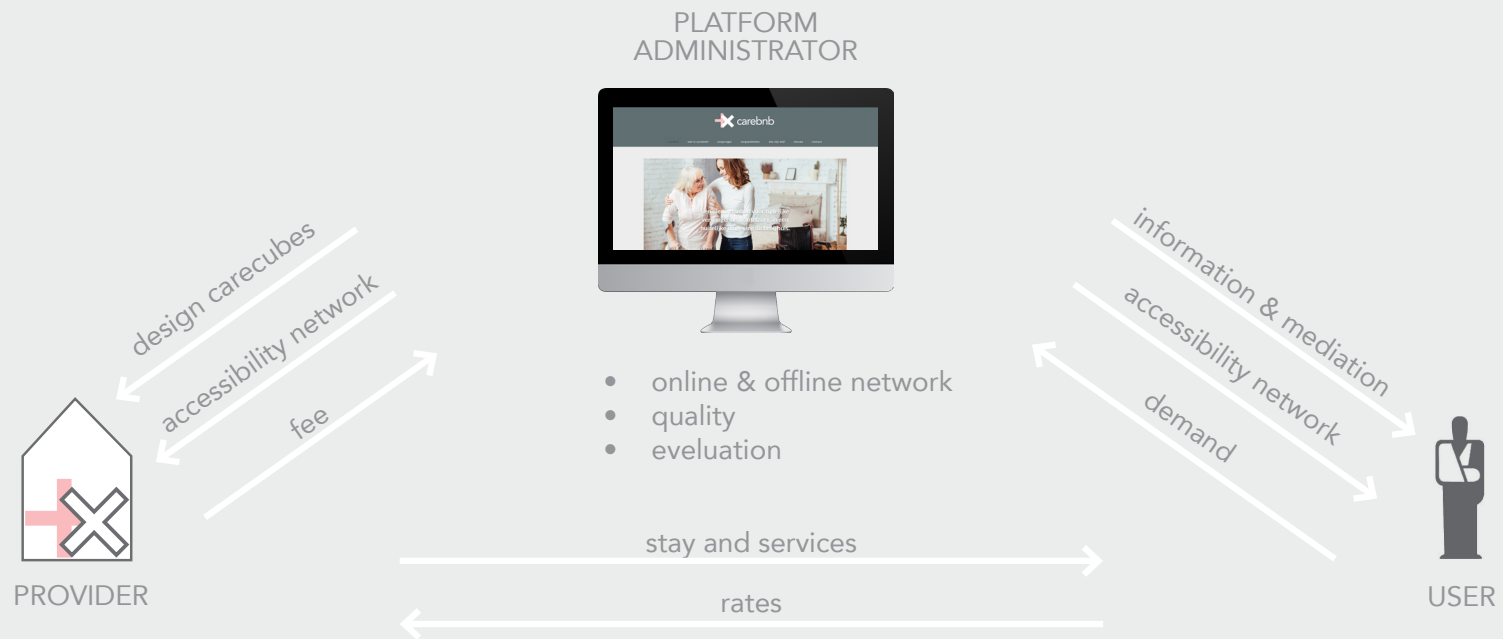 PLATFORM
ADMINISTRATOR
carebnb
design carecubes
accessibility network
fee
information & mediation
accessibility network
demand
• online & offline network
• quality
• eveluation
stay and services
rates
PROVIDER
USER